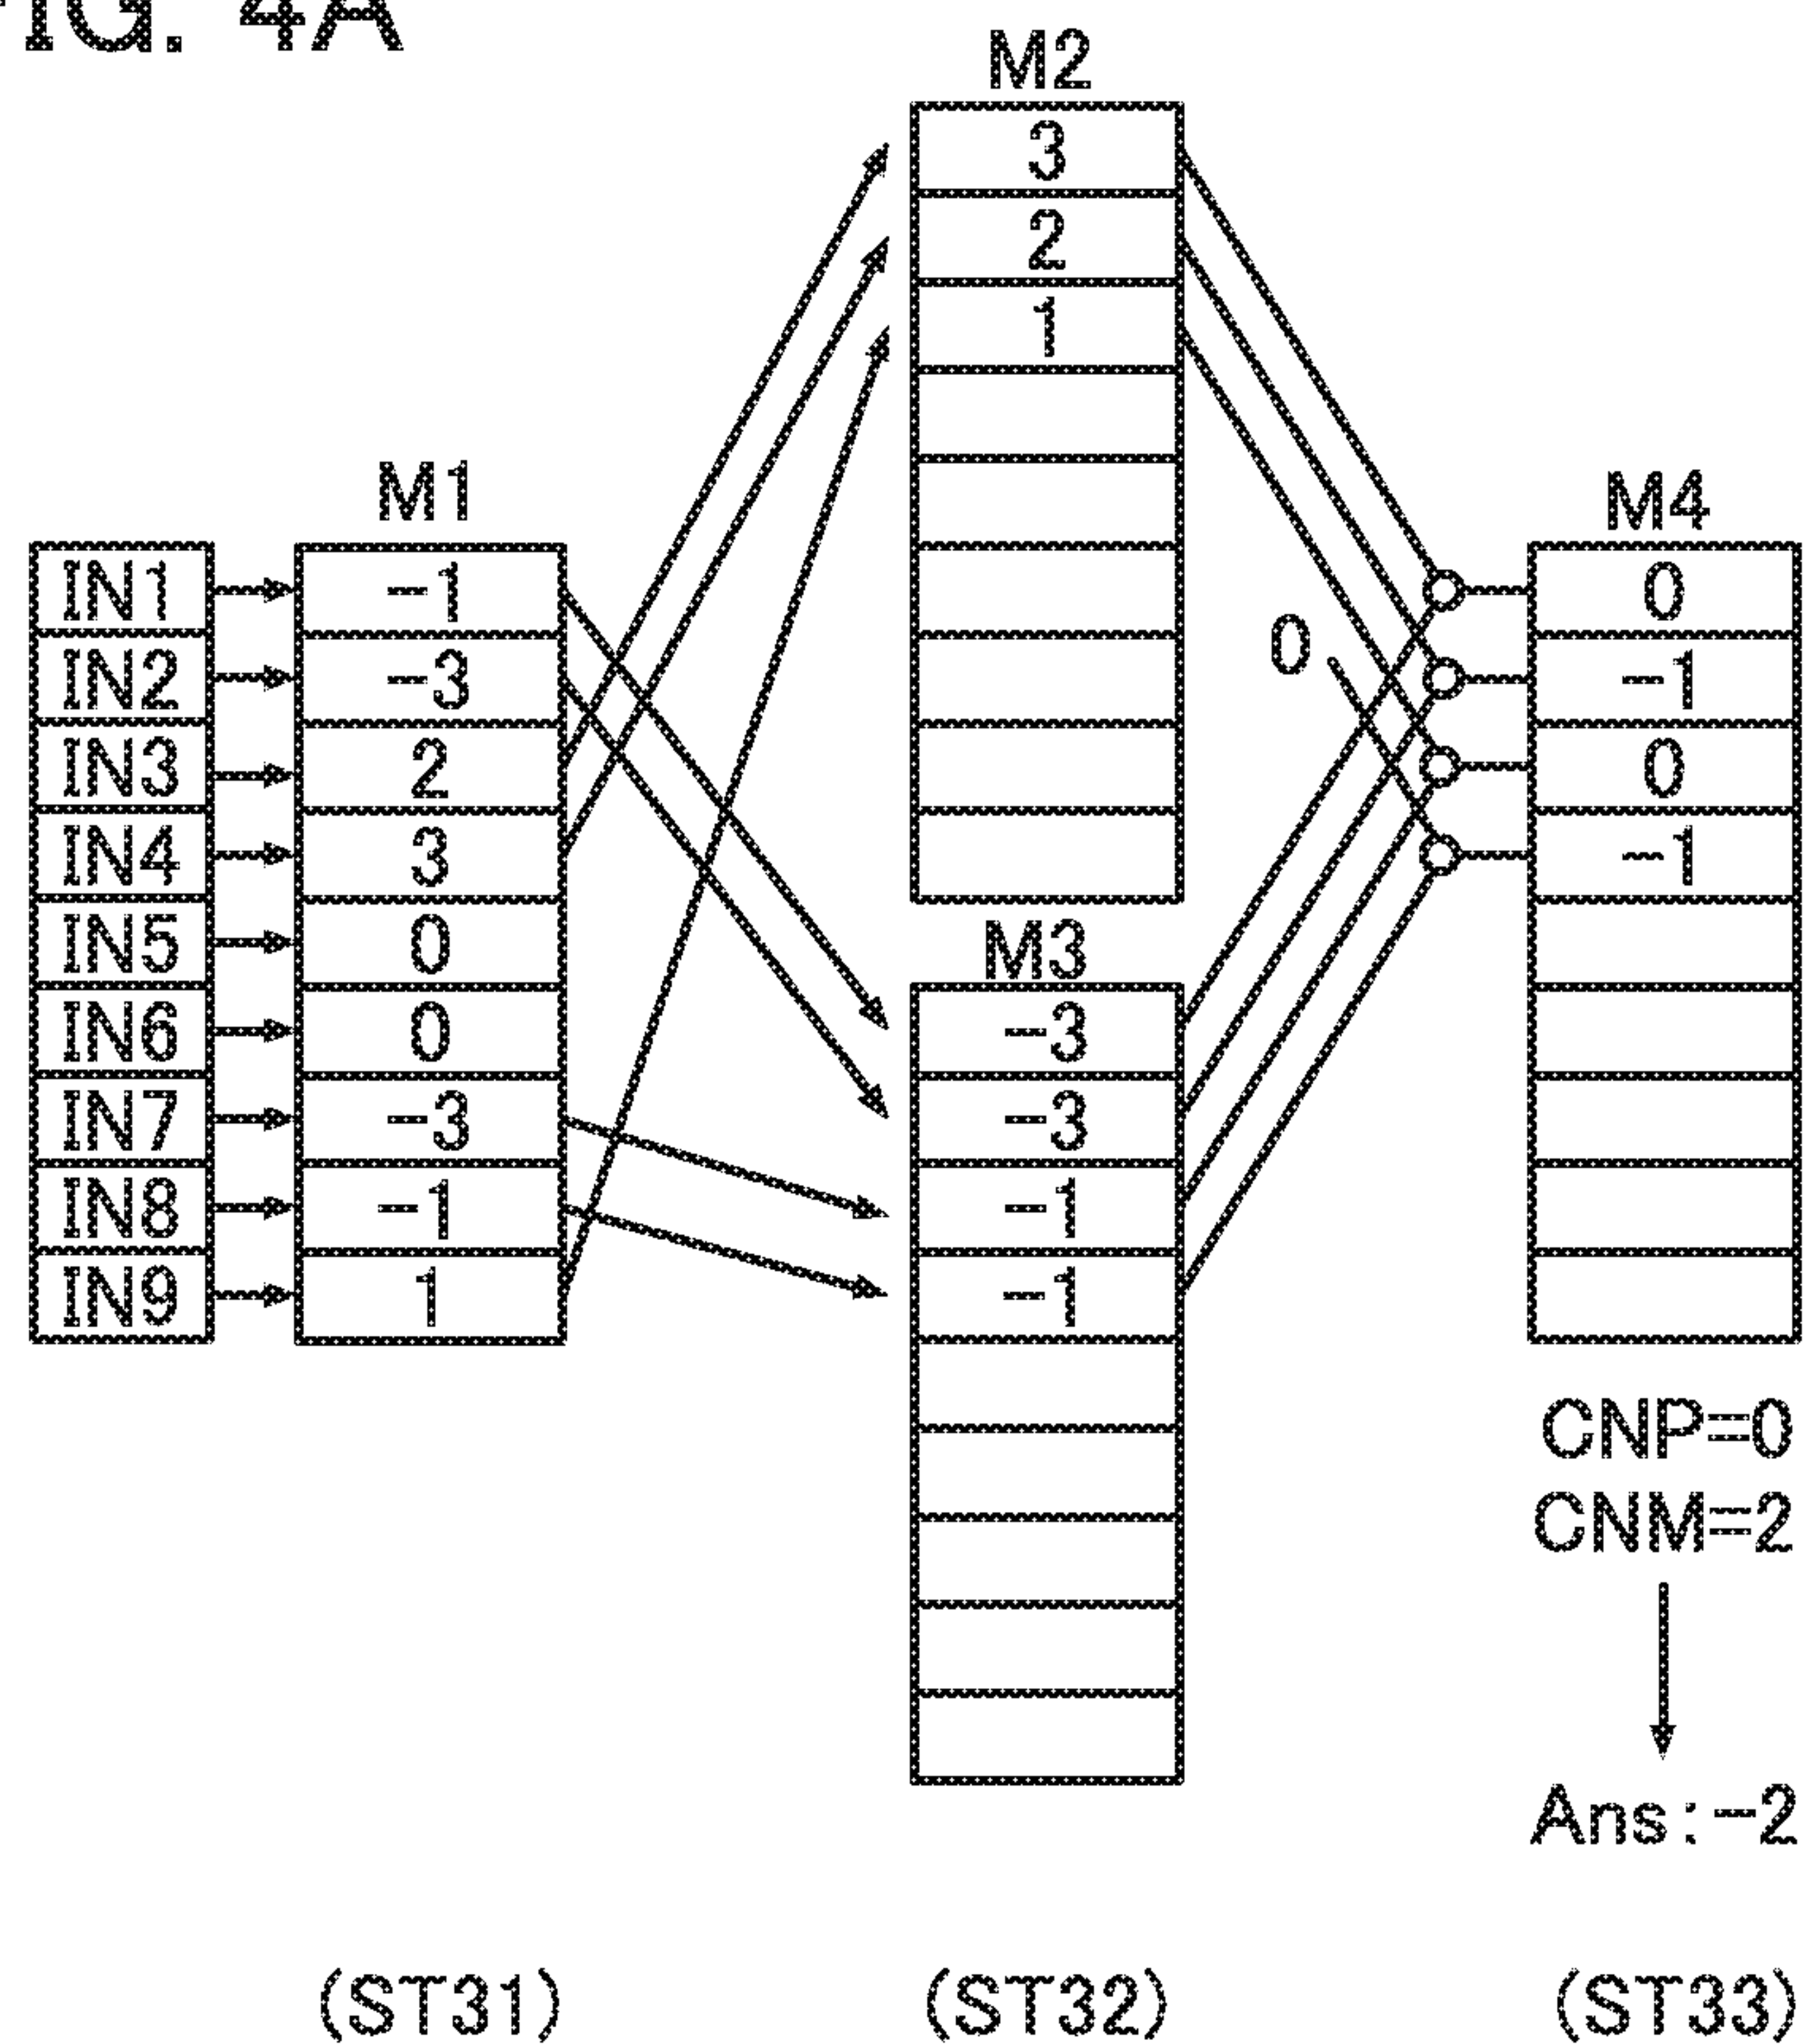 FIG. 4A
M2
3
2
1
M1
M4
IN1 -1 0
IN2 -3 0 -1
IN3 2 0
IN4 3 -1
IN5 0
M3
IN6 0 -3
IN7 -3 -3
IN8 -1 -1
IN9 1 -1
CNP=0
CNM=2
Ans:-2
(ST31) (ST32) (ST33)